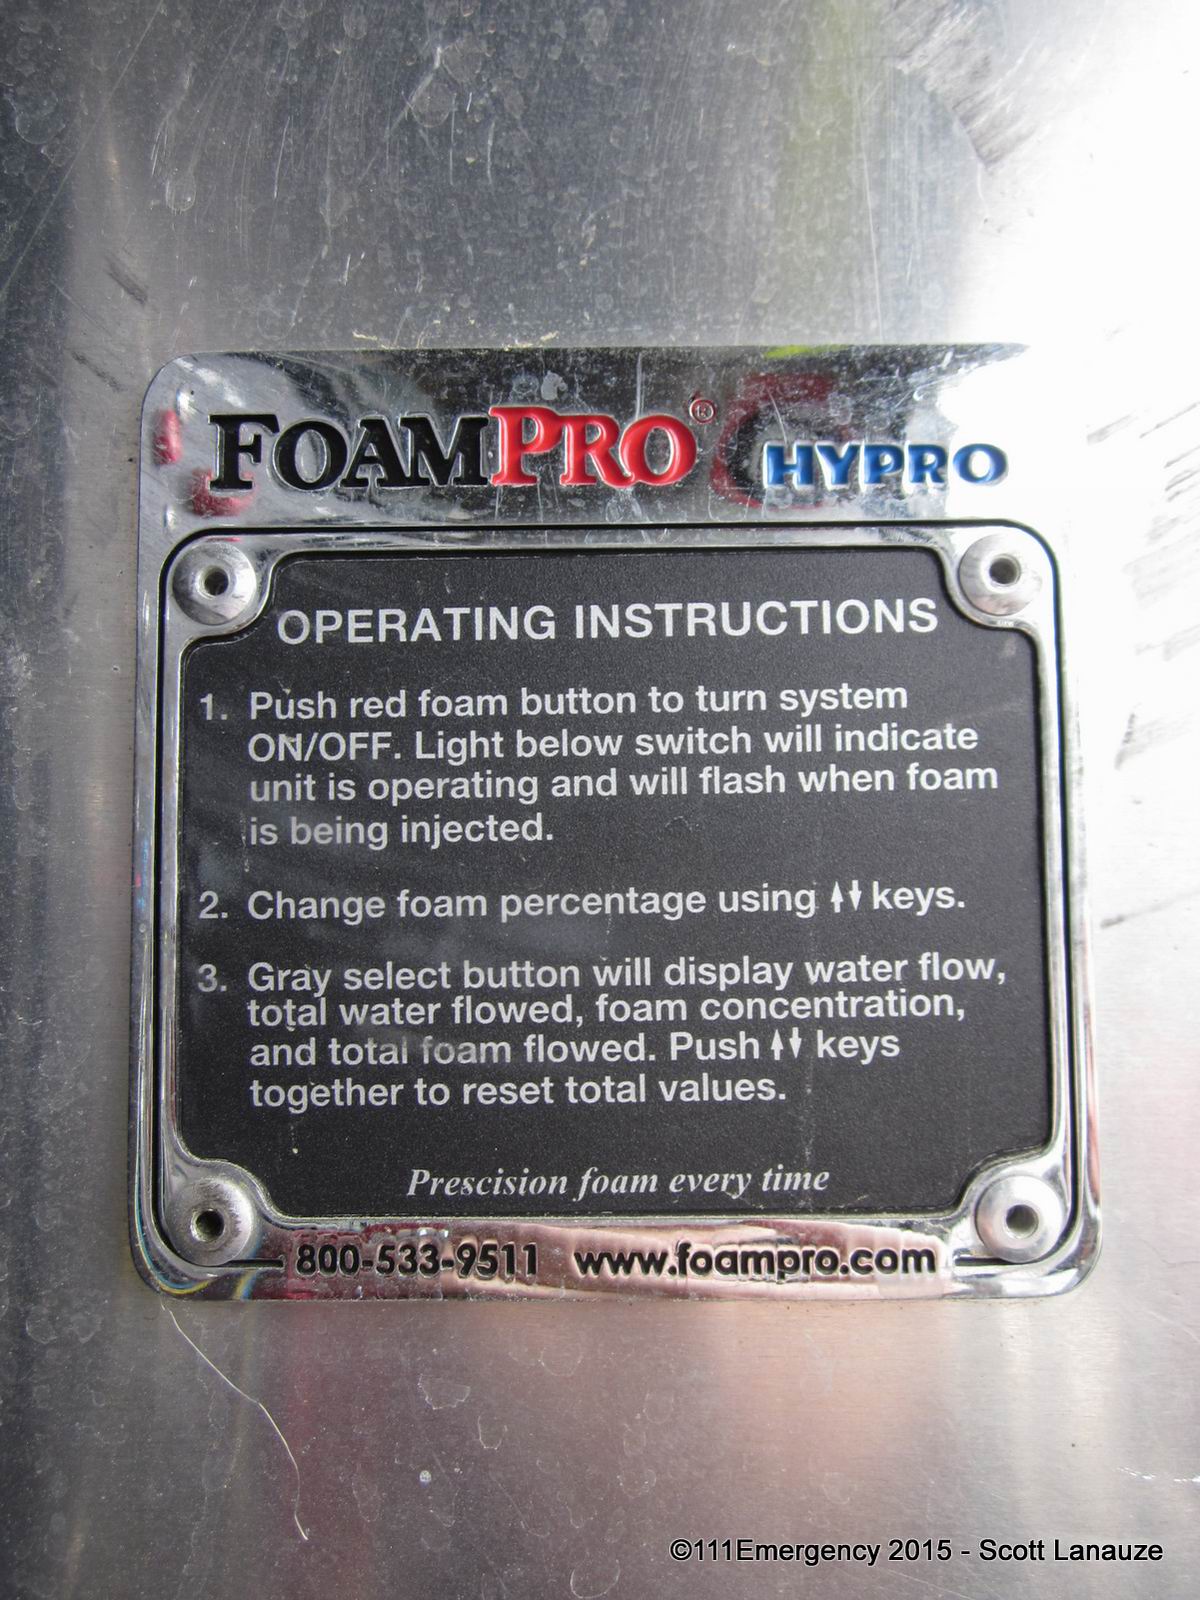 FOAMPRO® HYPRO
OPERATING INSTRUCTIONS
1. Push red foam button to turn system
ON/OFF. Light below switch will indicate
unit is operating and will flash when foam
is being injected.
2. Change foam percentage using ⬆⬇ keys.
3. Gray select button will display water flow,
total water flowed, foam concentration,
and total foam flowed. Push ⬆⬇ keys
together to reset total values.
Prescision foam every time
800-533-9511 www.foampro.com
©111Emergency 2015 - Scott Lanauze